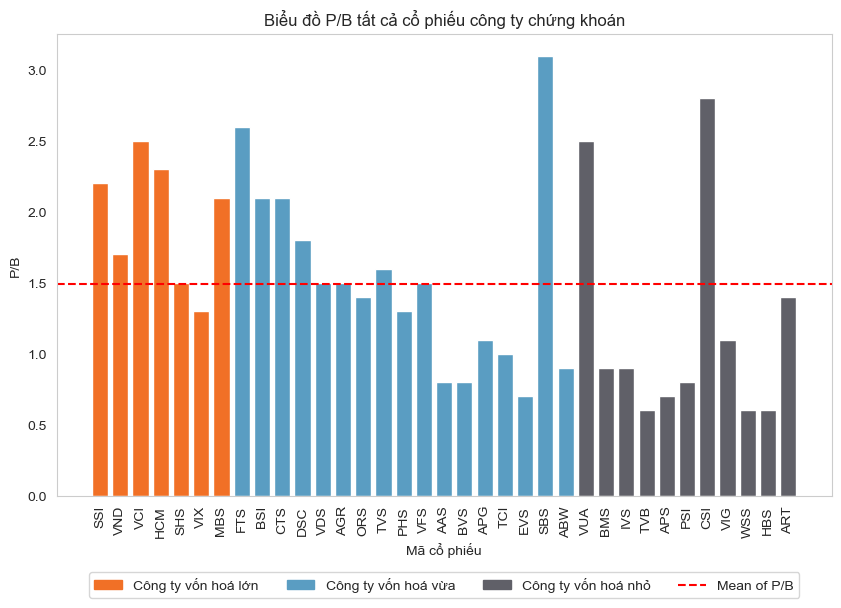 Biểu đồ P/B tất cả cổ phiếu công ty chứng khoán
P/B
3.0
2.5
2.0
1.5
1.0
0.5
0.0
SSI VND VCI HCM SHS VIX MBS FTS BSI CTS DSC VDS AGR ORS TVS PHS VFS AAS BVS APG TCI EVS SBS ABW VUA BMS IVS TVB APS PSI CSI VIG WSS HBS ART
Mã cổ phiếu
Công ty vốn hoá lớn Công ty vốn hoá vừa Công ty vốn hoá nhỏ Mean of P/B